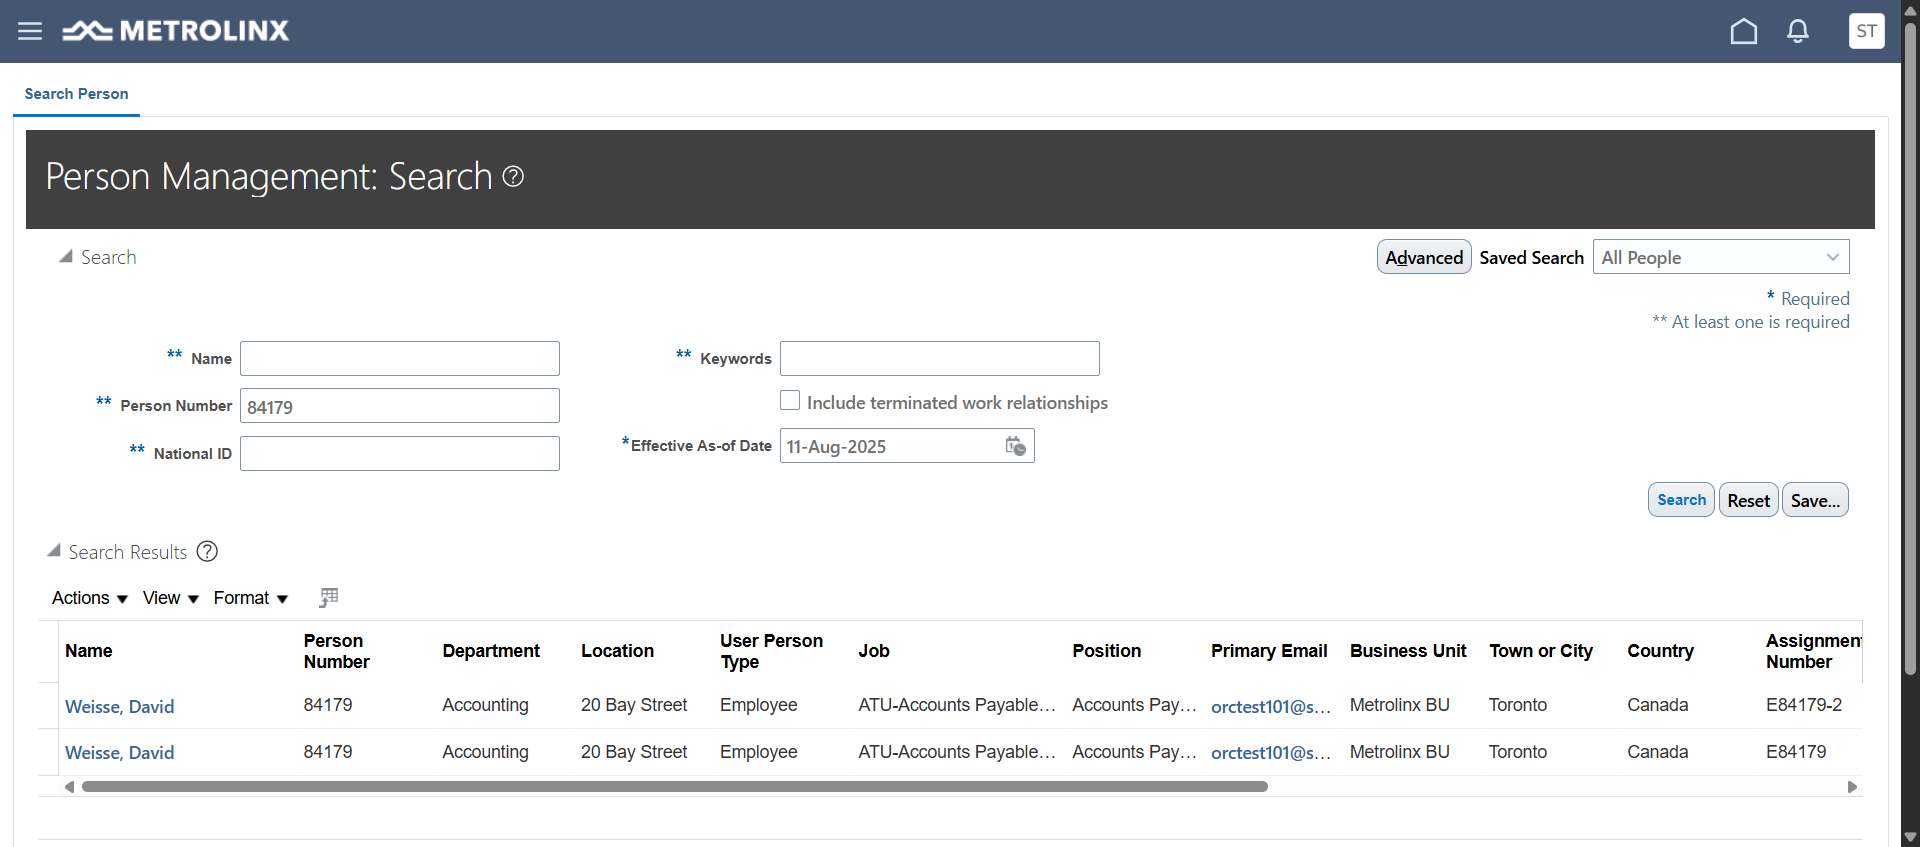 METROLINX
ST
Search Person
Person Management: Search
Search
Advanced Saved Search All People
* Required
** At least one is required
** Name
** Keywords
** Person Number 84179
Include terminated work relationships
** National ID
*Effective As-of Date 11-Aug-2025
Search Reset Save...
Search Results
Actions View Format
Name Person Number Department Location User Person Type Job Position Primary Email Business Unit Town or City Country Assignment Number
Weisse, David 84179 Accounting 20 Bay Street Employee ATU-Accounts Payable... Accounts Pay... orctest101@s... Metrolinx BU Toronto Canada E84179-2
Weisse, David 84179 Accounting 20 Bay Street Employee ATU-Accounts Payable... Accounts Pay... orctest101@s... Metrolinx BU Toronto Canada E84179